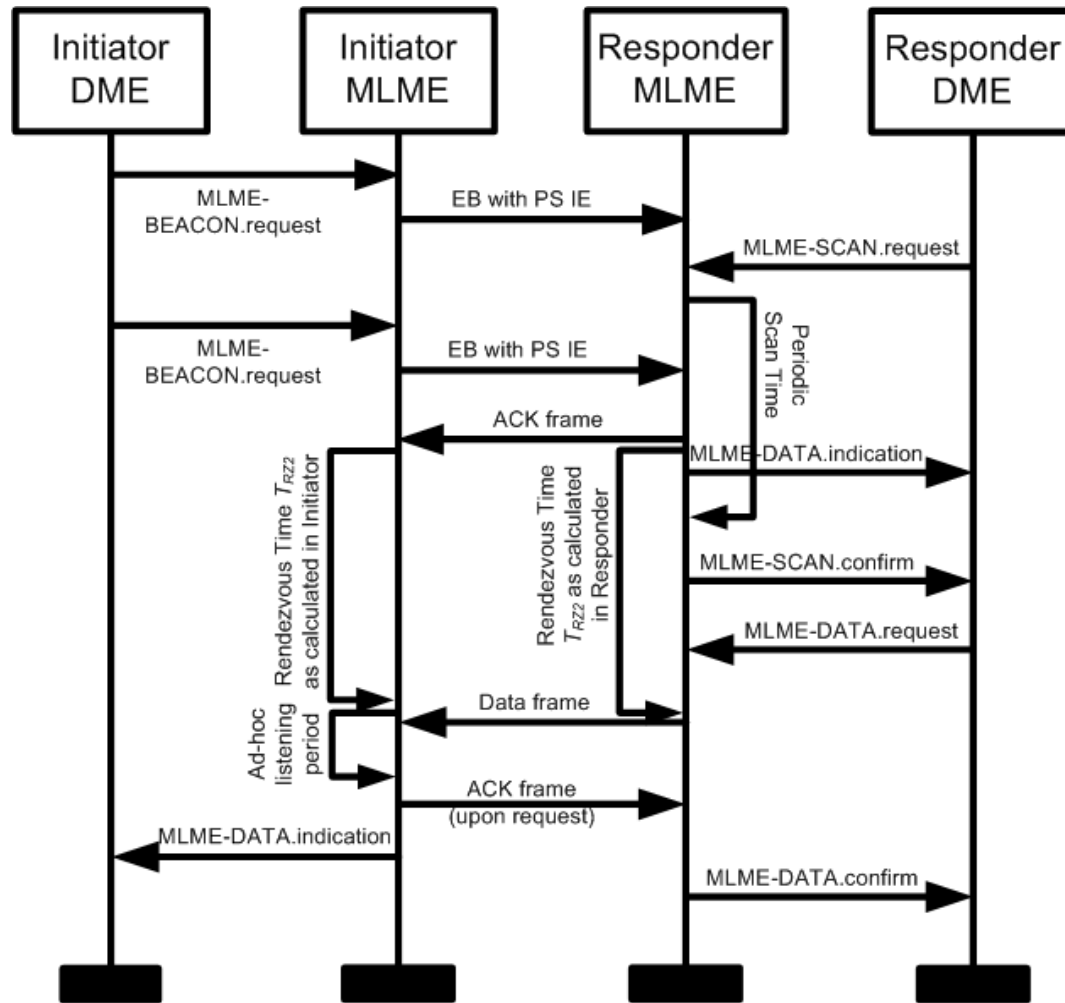 Initiator
DME
Initiator
MLME
Responder
MLME
Responder
DME
MLME-
BEACON.request
EB with PS IE
MLME-SCAN.request
Periodic
Scan Time
MLME-
BEACON.request
EB with PS IE
ACK frame
MLME-DATA.indication
Rendezvous Time TRZ2
as calculated in Initiator
Rendezvous Time
TRZ2 as calculated
in Responder
MLME-SCAN.confirm
MLME-DATA.request
Data frame
Ad-hoc
listening
period
ACK frame
(upon request)
MLME-DATA.indication
MLME-DATA.confirm